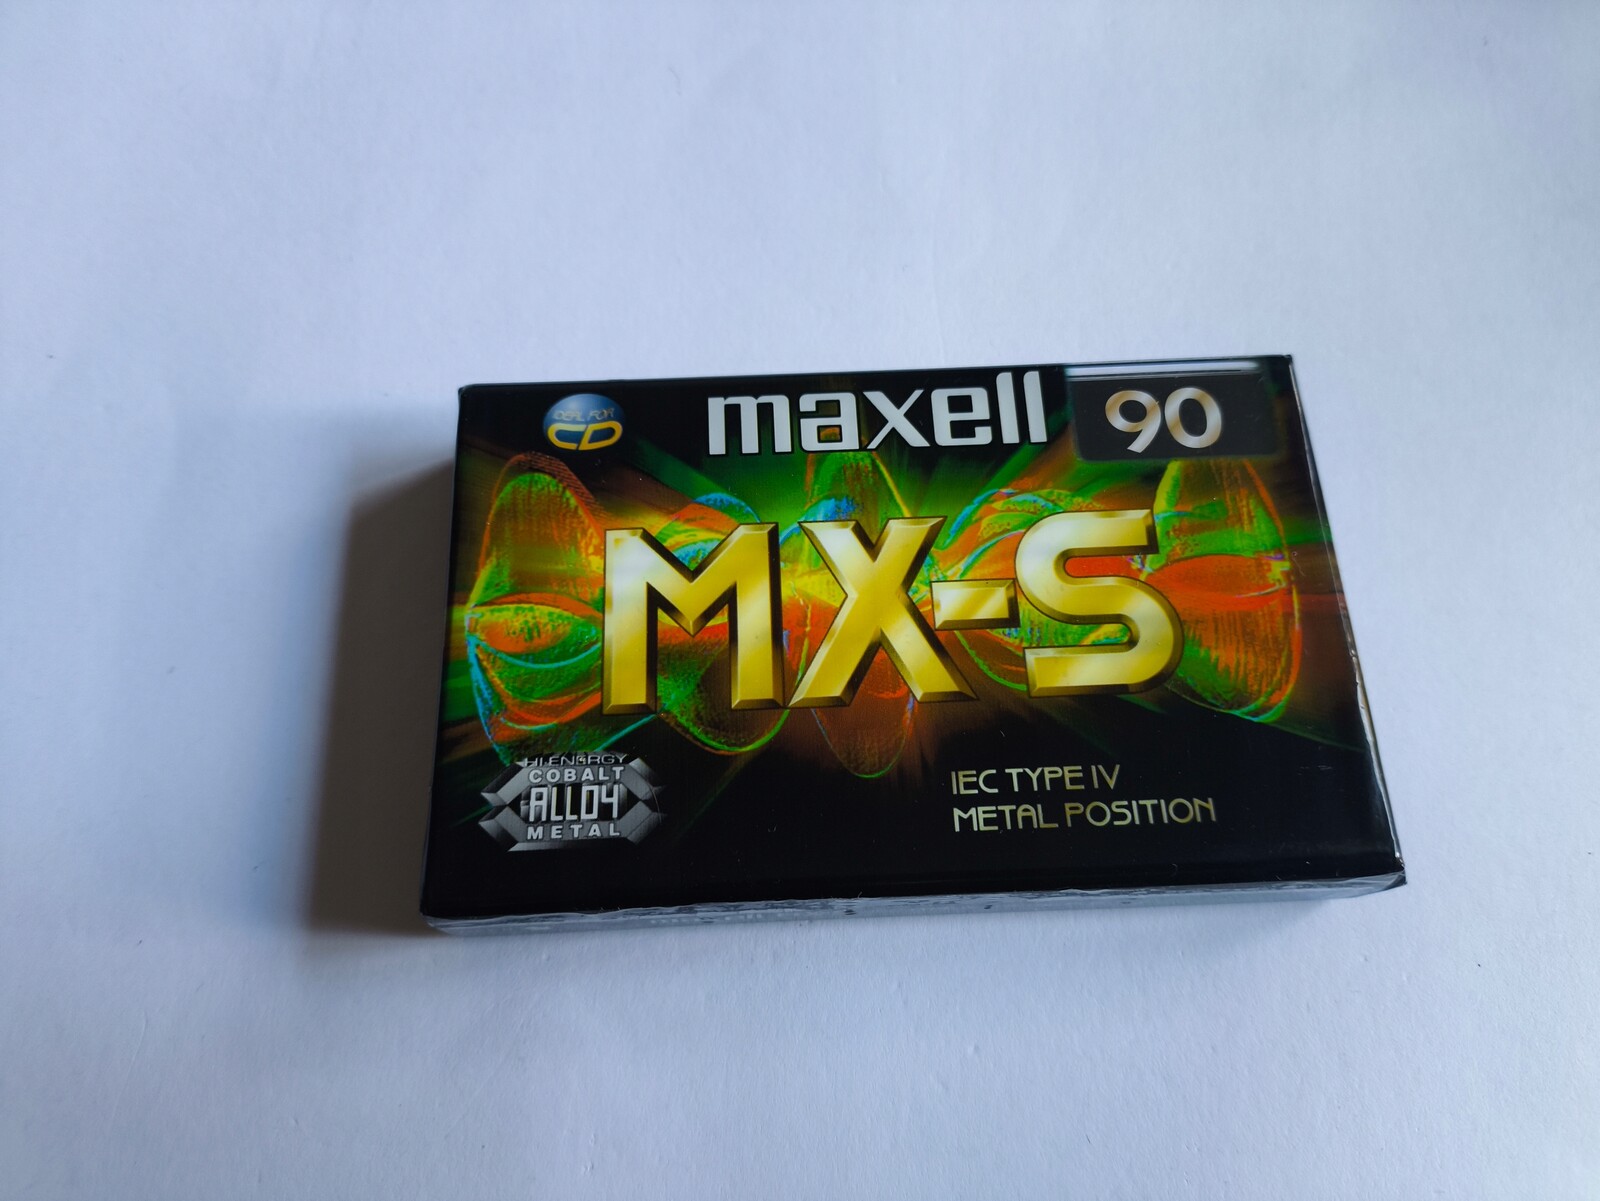 IDEAL FOR
CD
maxell
90
MX-S
HI ENERGY
COBALT
ALLOY
METAL
IEC TYPE IV
METAL POSITION